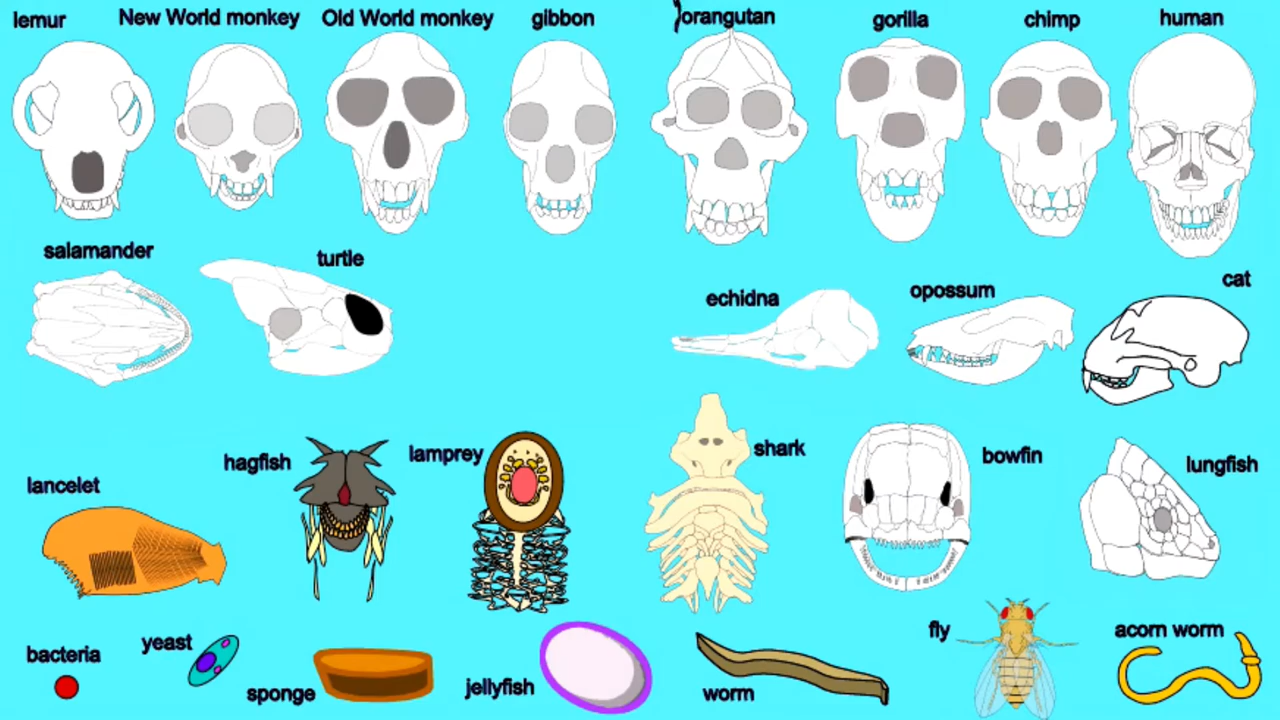 lemur
New World monkey
Old World monkey
gibbon
orangutan
gorilla
chimp
human
salamander
turtle
echidna
opossum
cat
lancelet
hagfish
lamprey
shark
bowfin
lungfish
bacteria
yeast
sponge
jellyfish
worm
fly
acorn worm